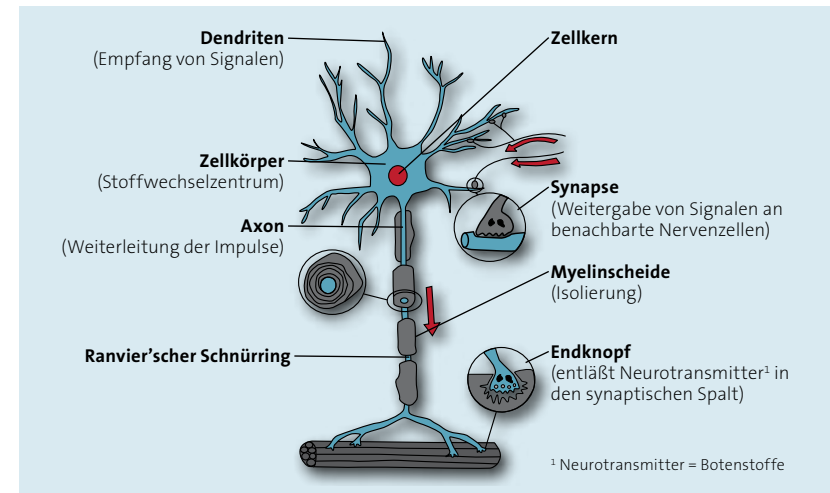 Dendriten
(Empfang von Signalen)
Zellkern
Zellkörper
(Stoffwechselzentrum)
Synapse
(Weitergabe von Signalen an
benachbarte Nervenzellen)
Axon
(Weiterleitung der Impulse)
Myelinscheide
(Isolierung)
Ranvier’scher Schnürring
Endknopf
(entläßt Neurotransmitter¹ in
den synaptischen Spalt)
¹ Neurotransmitter = Botenstoffe